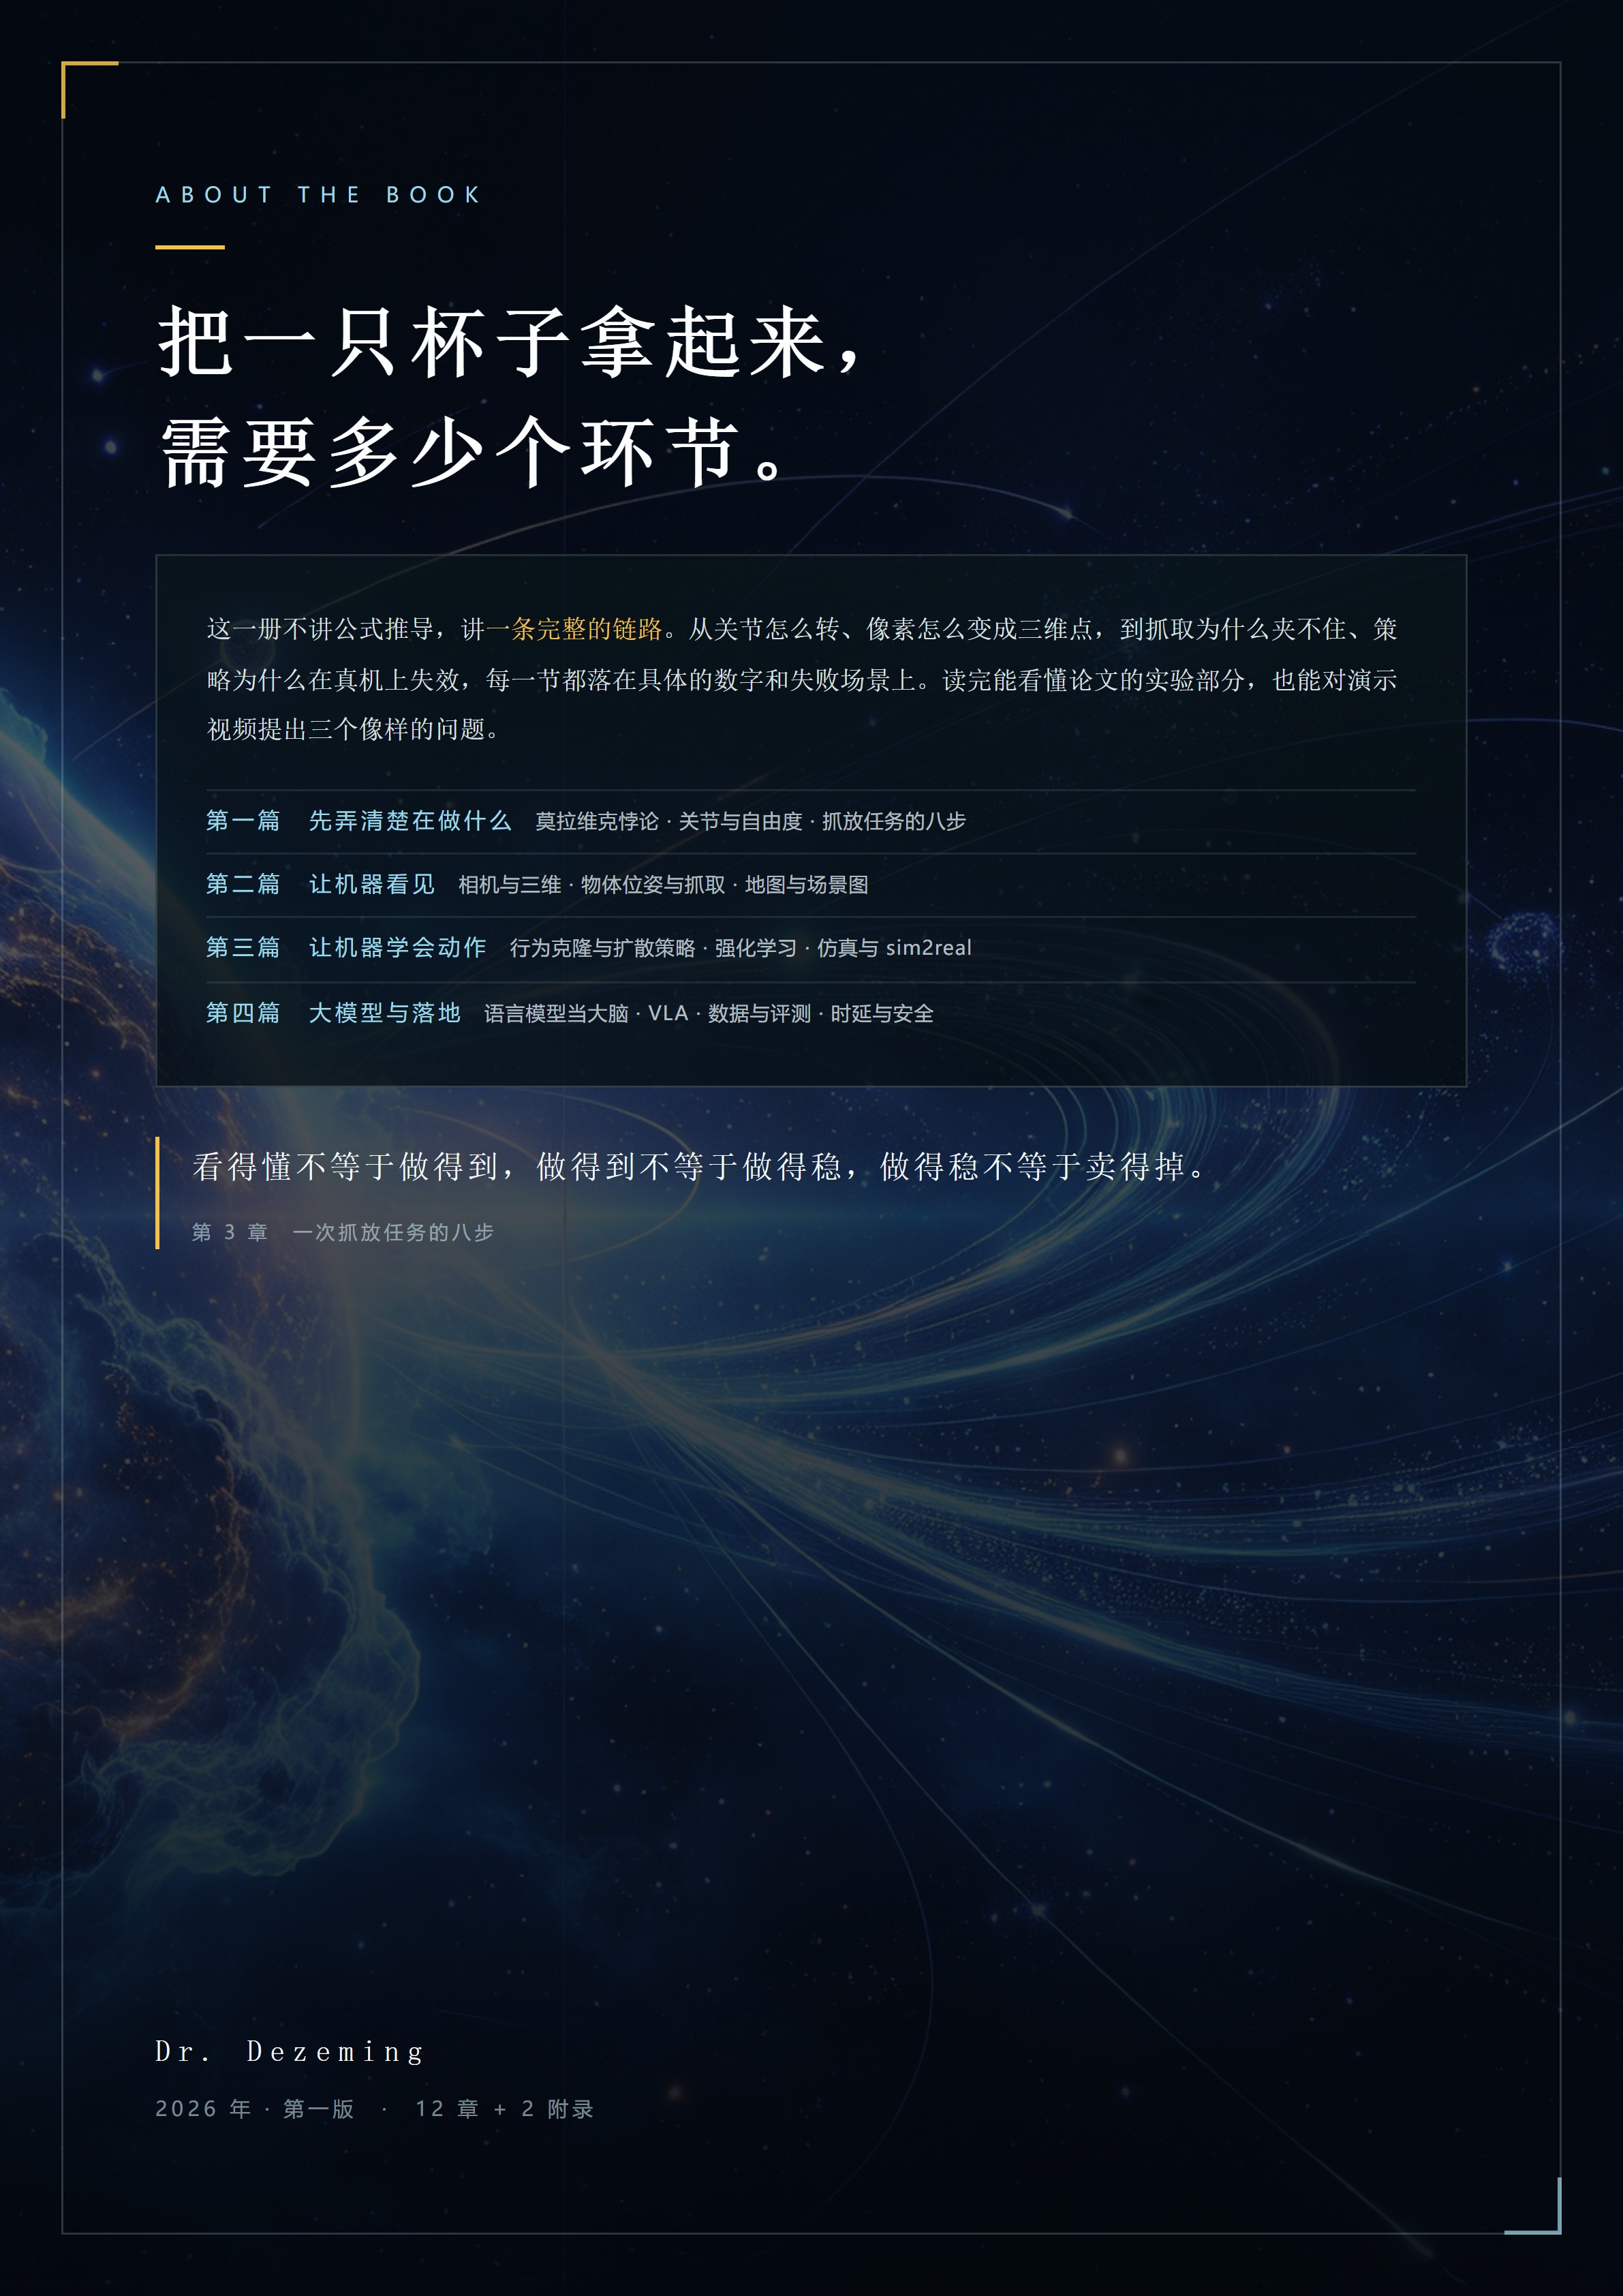 ABOUT THE BOOK
把一只杯子拿起来，
需要多少个环节。
这一册不讲公式推导，讲一条完整的链路。从关节怎么转、像素怎么变成三维点，到抓取为什么夹不住、策
略为什么在真机上失效，每一节都落在具体的数字和失败场景上。读完能看懂论文的实验部分，也能对演示
视频提出三个像样的问题。
第一篇 先弄清楚在做什么 莫拉维克悖论 · 关节与自由度 · 抓放任务的八步
第二篇 让机器看见 相机与三维 · 物体位姿与抓取 · 地图与场景图
第三篇 让机器学会动作 行为克隆与扩散策略 · 强化学习 · 仿真与 sim2real
第四篇 大模型与落地 语言模型当大脑 · VLA · 数据与评测 · 时延与安全
看得懂不等于做得到，做得到不等于做得稳，做得稳不等于卖得掉。
第 3 章 一次抓放任务的八步
Dr. Dezeming
2026 年 · 第一版 · 12 章 + 2 附录